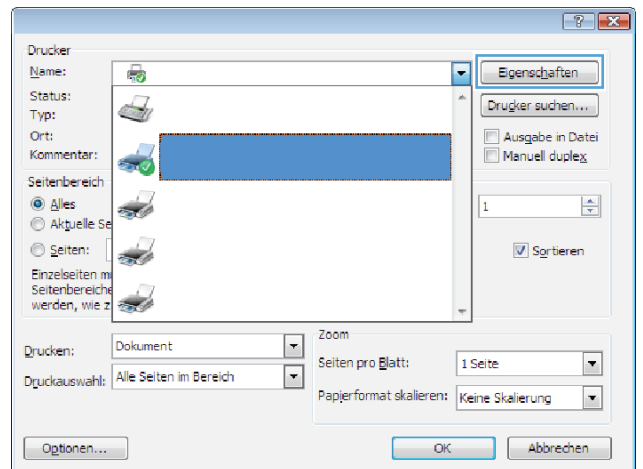 Drucker
Name:
Eigenschaften
Status:
Typ:
Drucker suchen...
Ort:
Ausgabe in Datei
Kommentar:
Manuell duplex
Seitenbereich
Alles
1
Aktuelle Se
Seiten:
Sortieren
Einzelseiten m
Seitenbereiche
werden, wie z
Zoom
Drucken:
Dokument
Seiten pro Blatt:
1 Seite
Druckauswahl:
Alle Seiten im Bereich
Papierformat skalieren:
Keine Skalierung
Optionen...
OK
Abbrechen